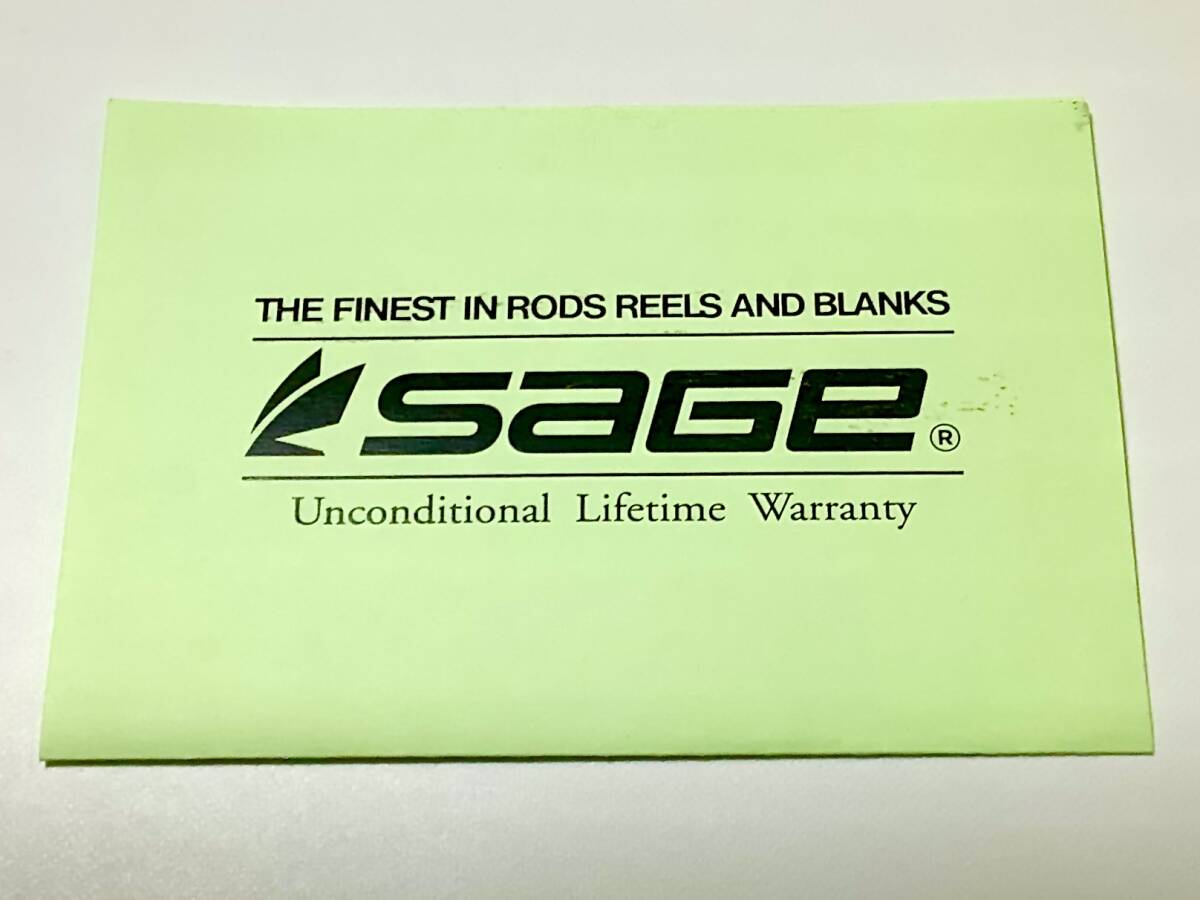 THE FINEST IN RODS REELS AND BLANKS
SAGE ®
Unconditional Lifetime Warranty